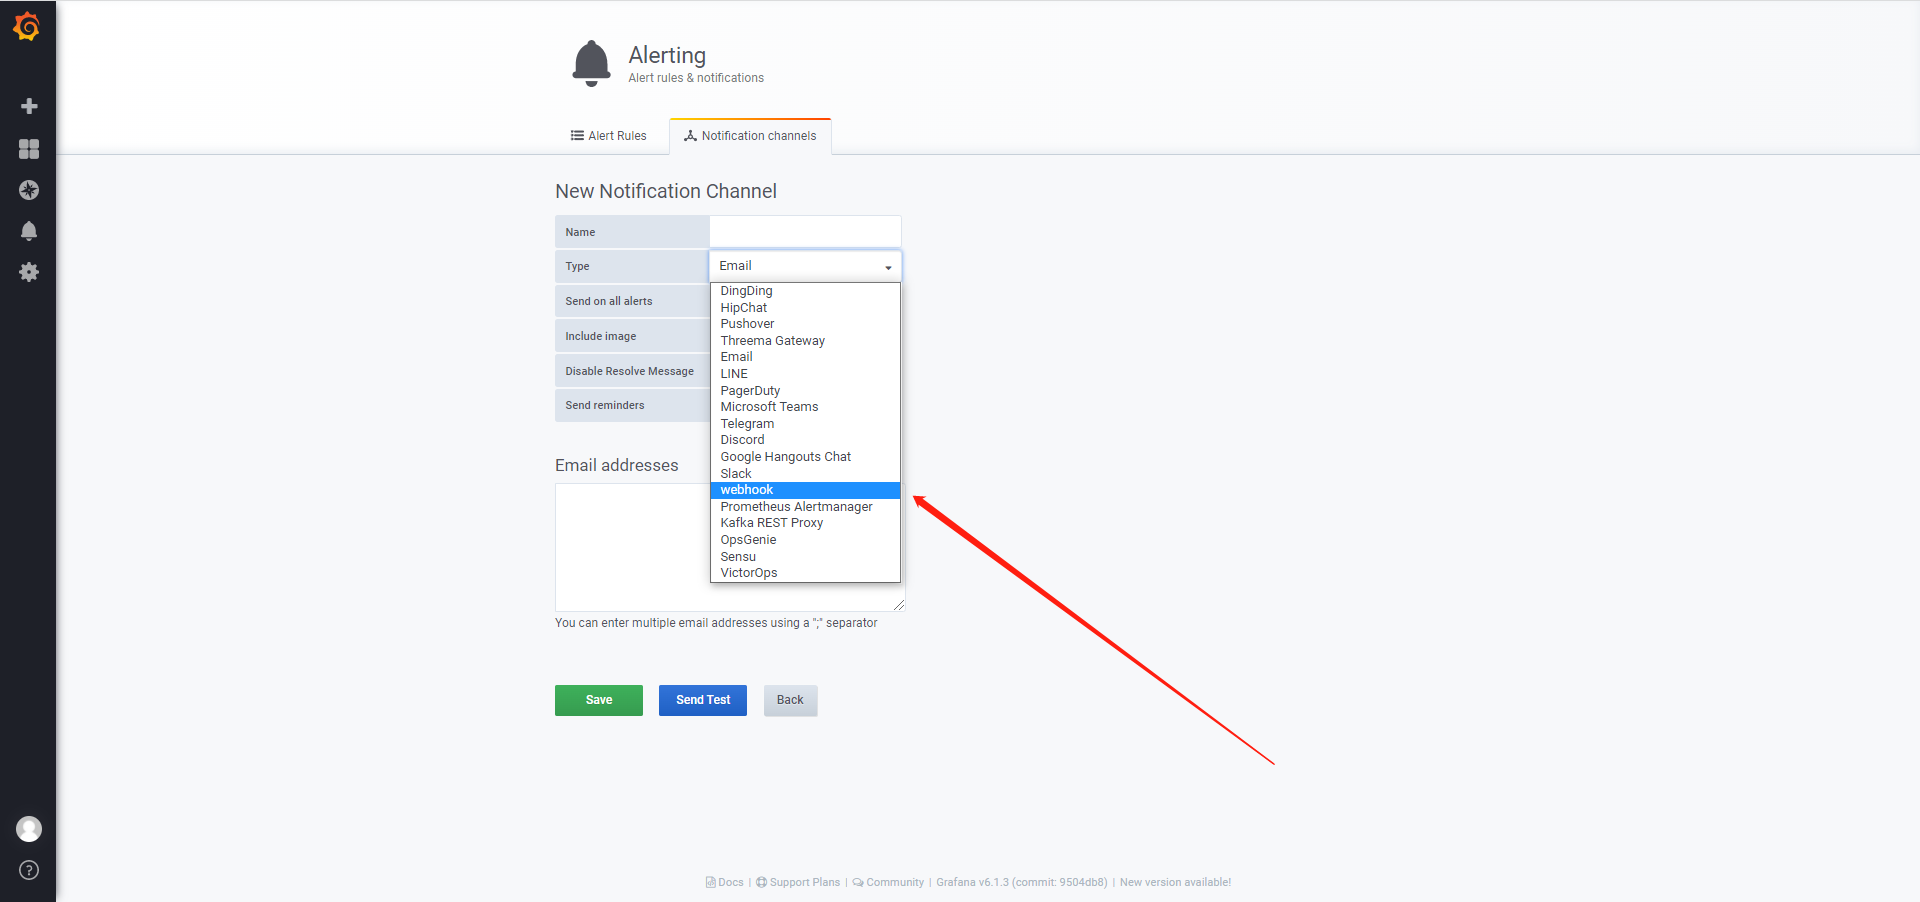 Alerting
Alert rules & notifications
Alert Rules
Notification channels
New Notification Channel
Name
Type
Email
Send on all alerts
Include image
Disable Resolve Message
Send reminders
DingDing
HipChat
Pushover
Threema Gateway
Email
LINE
PagerDuty
Microsoft Teams
Telegram
Discord
Google Hangouts Chat
Slack
webhook
Prometheus Alertmanager
Kafka REST Proxy
OpsGenie
Sensu
VictorOps
Email addresses
You can enter multiple email addresses using a ";" separator
Save
Send Test
Back
Docs | Support Plans | Community | Grafana v6.1.3 (commit: 9504db8) | New version available!